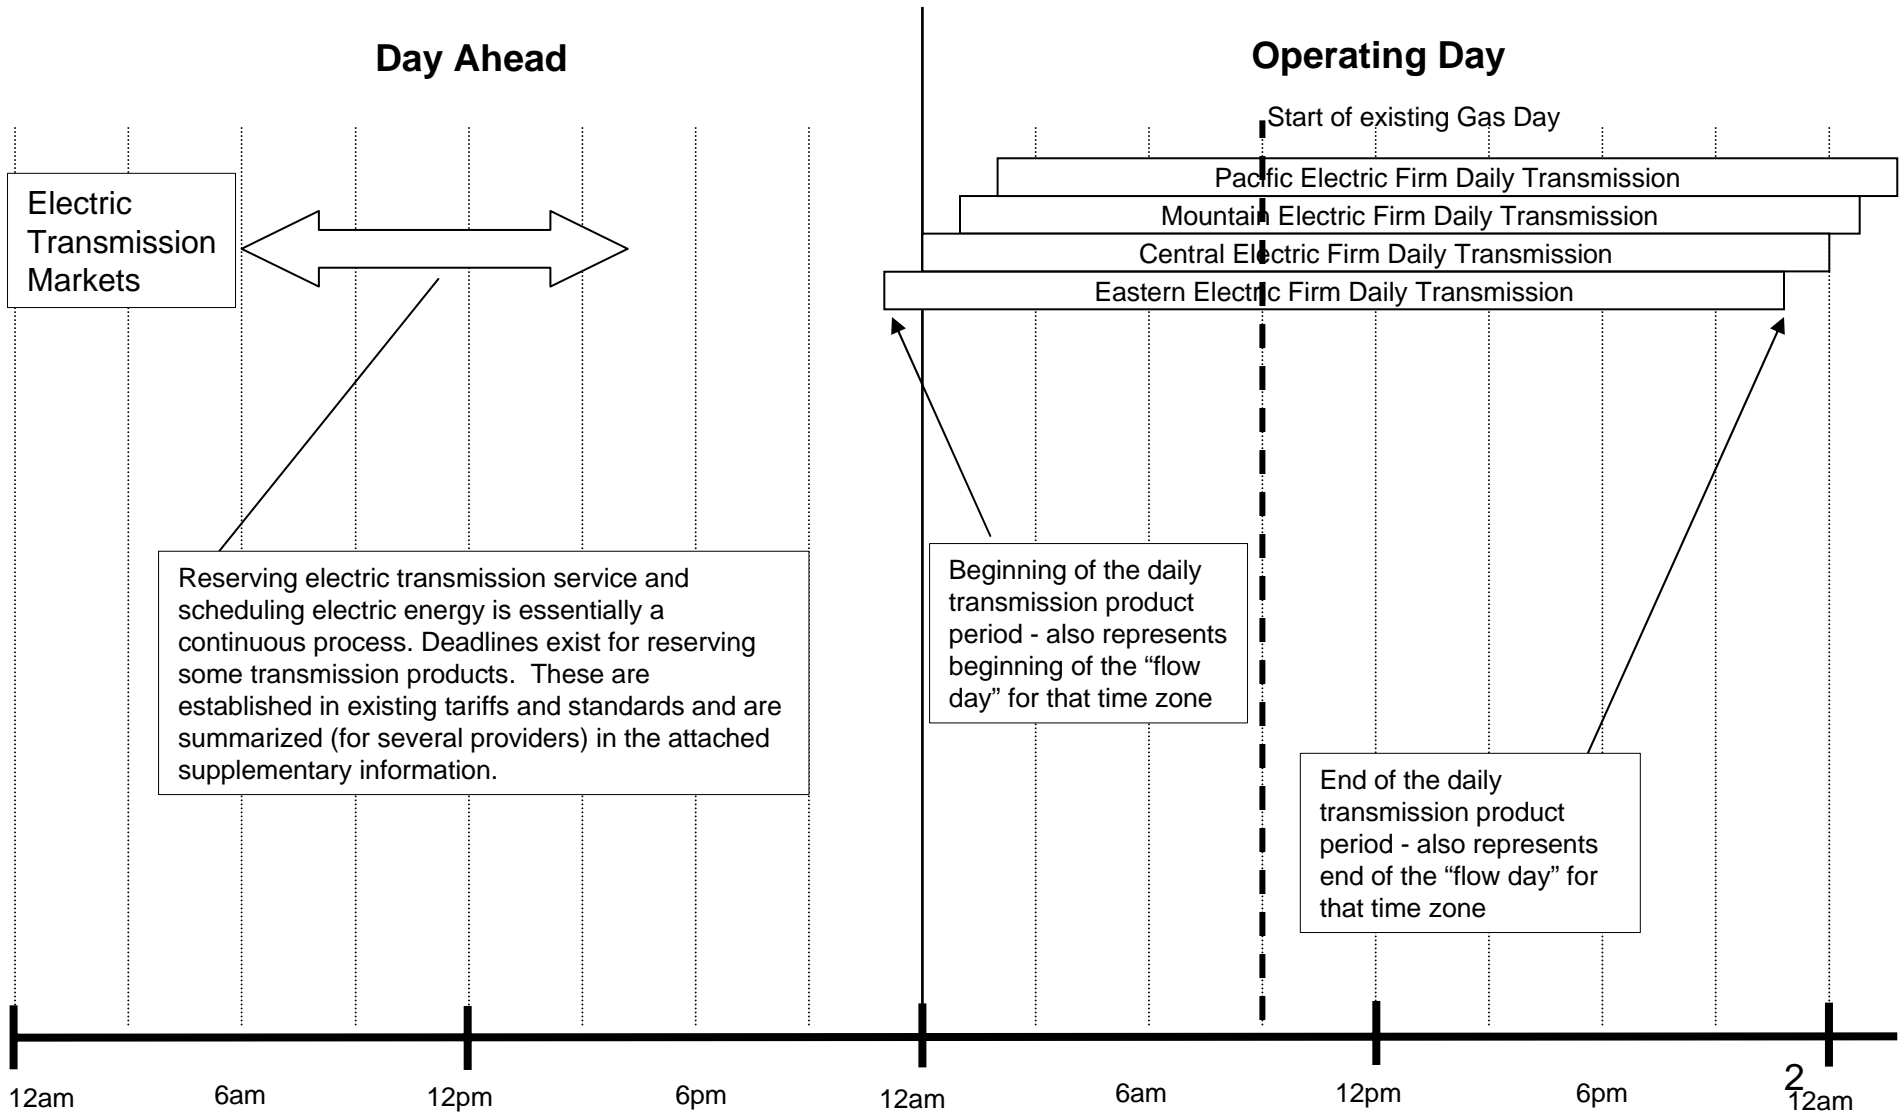 Day Ahead
Operating Day
Start of existing Gas Day
Electric
Transmission
Markets
Pacific Electric Firm Daily Transmission
Mountain Electric Firm Daily Transmission
Central Electric Firm Daily Transmission
Eastern Electric Firm Daily Transmission
Reserving electric transmission service and
scheduling electric energy is essentially a
continuous process. Deadlines exist for reserving
some transmission products.  These are
established in existing tariffs and standards and are
summarized (for several providers) in the attached
supplementary information.
Beginning of the daily
transmission product
period - also represents
beginning of the “flow
day” for that time zone
End of the daily
transmission product
period - also represents
end of the “flow day” for
that time zone
12am 6am 12pm 6pm 12am 6am 12pm 6pm 12am
2